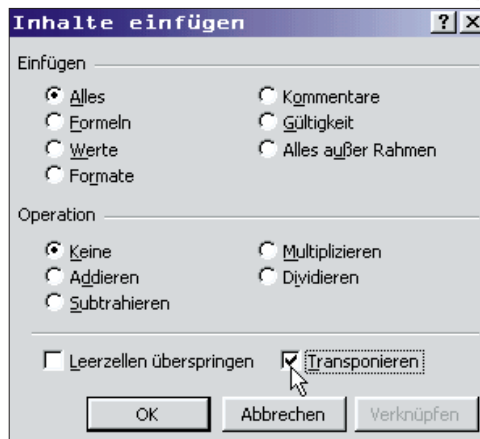 Inhalte einfügen
Einfügen
Alles
Formeln
Werte
Formate
Kommentare
Gültigkeit
Alles außer Rahmen
Operation
Keine
Addieren
Subtrahieren
Multiplizieren
Dividieren
Leerzellen überspringen
Transponieren
OK
Abbrechen
Verknüpfen